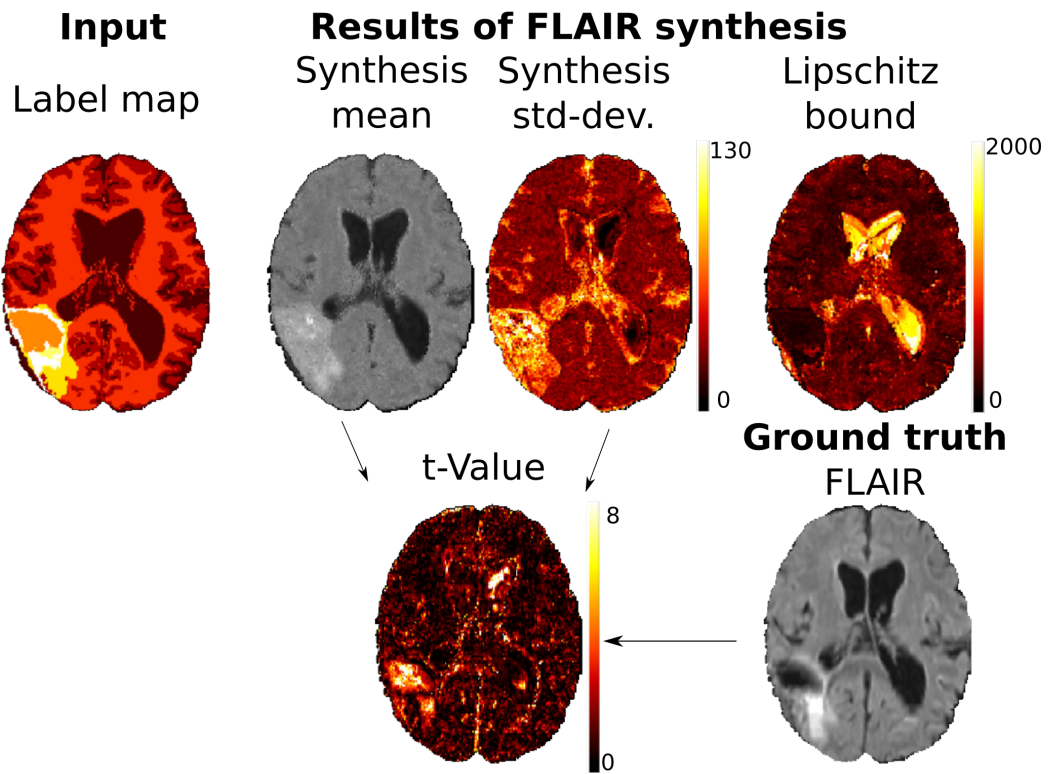 Input
Results of FLAIR synthesis
Label map
Synthesis
mean
Synthesis
std-dev.
Lipschitz
bound
130
0
2000
0
Ground truth
FLAIR
t-Value
8
0